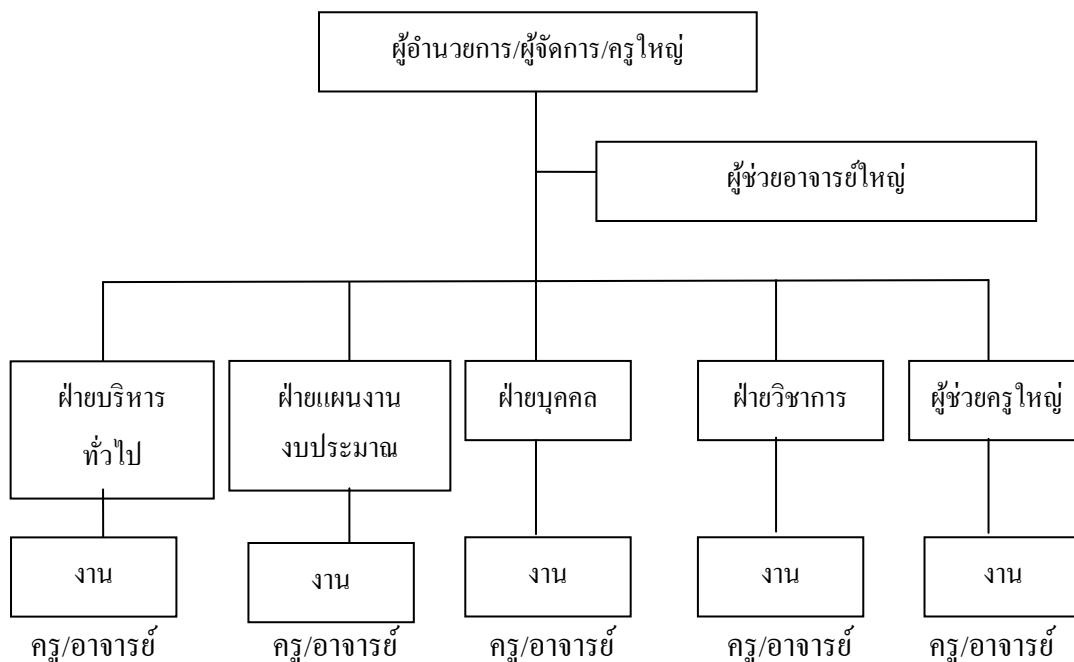 ผู้อำนวยการ/ผู้จัดการ/ครูใหญ่
ผู้ช่วยอาจารย์ใหญ่
ฝ่ายบริหาร
ทั่วไป
ฝ่ายแผนงาน
งบประมาณ
ฝ่ายบุคคล
ฝ่ายวิชาการ
ผู้ช่วยครูใหญ่
งาน
งาน
งาน
งาน
งาน
ครู/อาจารย์
ครู/อาจารย์
ครู/อาจารย์
ครู/อาจารย์
ครู/อาจารย์